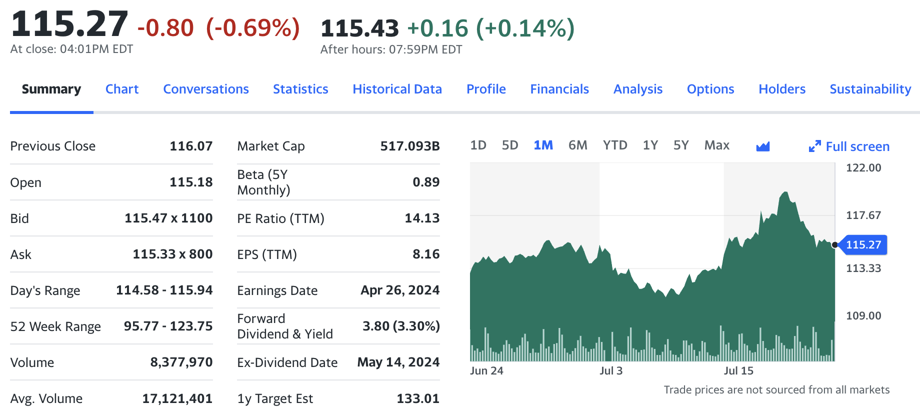 115.27 -0.80 (-0.69%) 115.43 +0.16 (+0.14%)
At close: 04:01PM EDT After hours: 07:59PM EDT
Summary Chart Conversations Statistics Historical Data Profile Financials Analysis Options Holders Sustainability
Previous Close 116.07
Open 115.18
Bid 115.47 x 1100
Ask 115.33 x 800
Day's Range 114.58 - 115.94
52 Week Range 95.77 - 123.75
Volume 8,377,970
Avg. Volume 17,121,401
Market Cap 517.093B
Beta (5Y
Monthly) 0.89
PE Ratio (TTM) 14.13
EPS (TTM) 8.16
Earnings Date Apr 26, 2024
Forward
Dividend & Yield 3.80 (3.30%)
Ex-Dividend Date May 14, 2024
1y Target Est 133.01
1D 5D 1M 6M YTD 1Y 5Y Max Full screen
122.00
117.67
115.27
113.33
109.00
Jun 24 Jul 3 Jul 15
Trade prices are not sourced from all markets